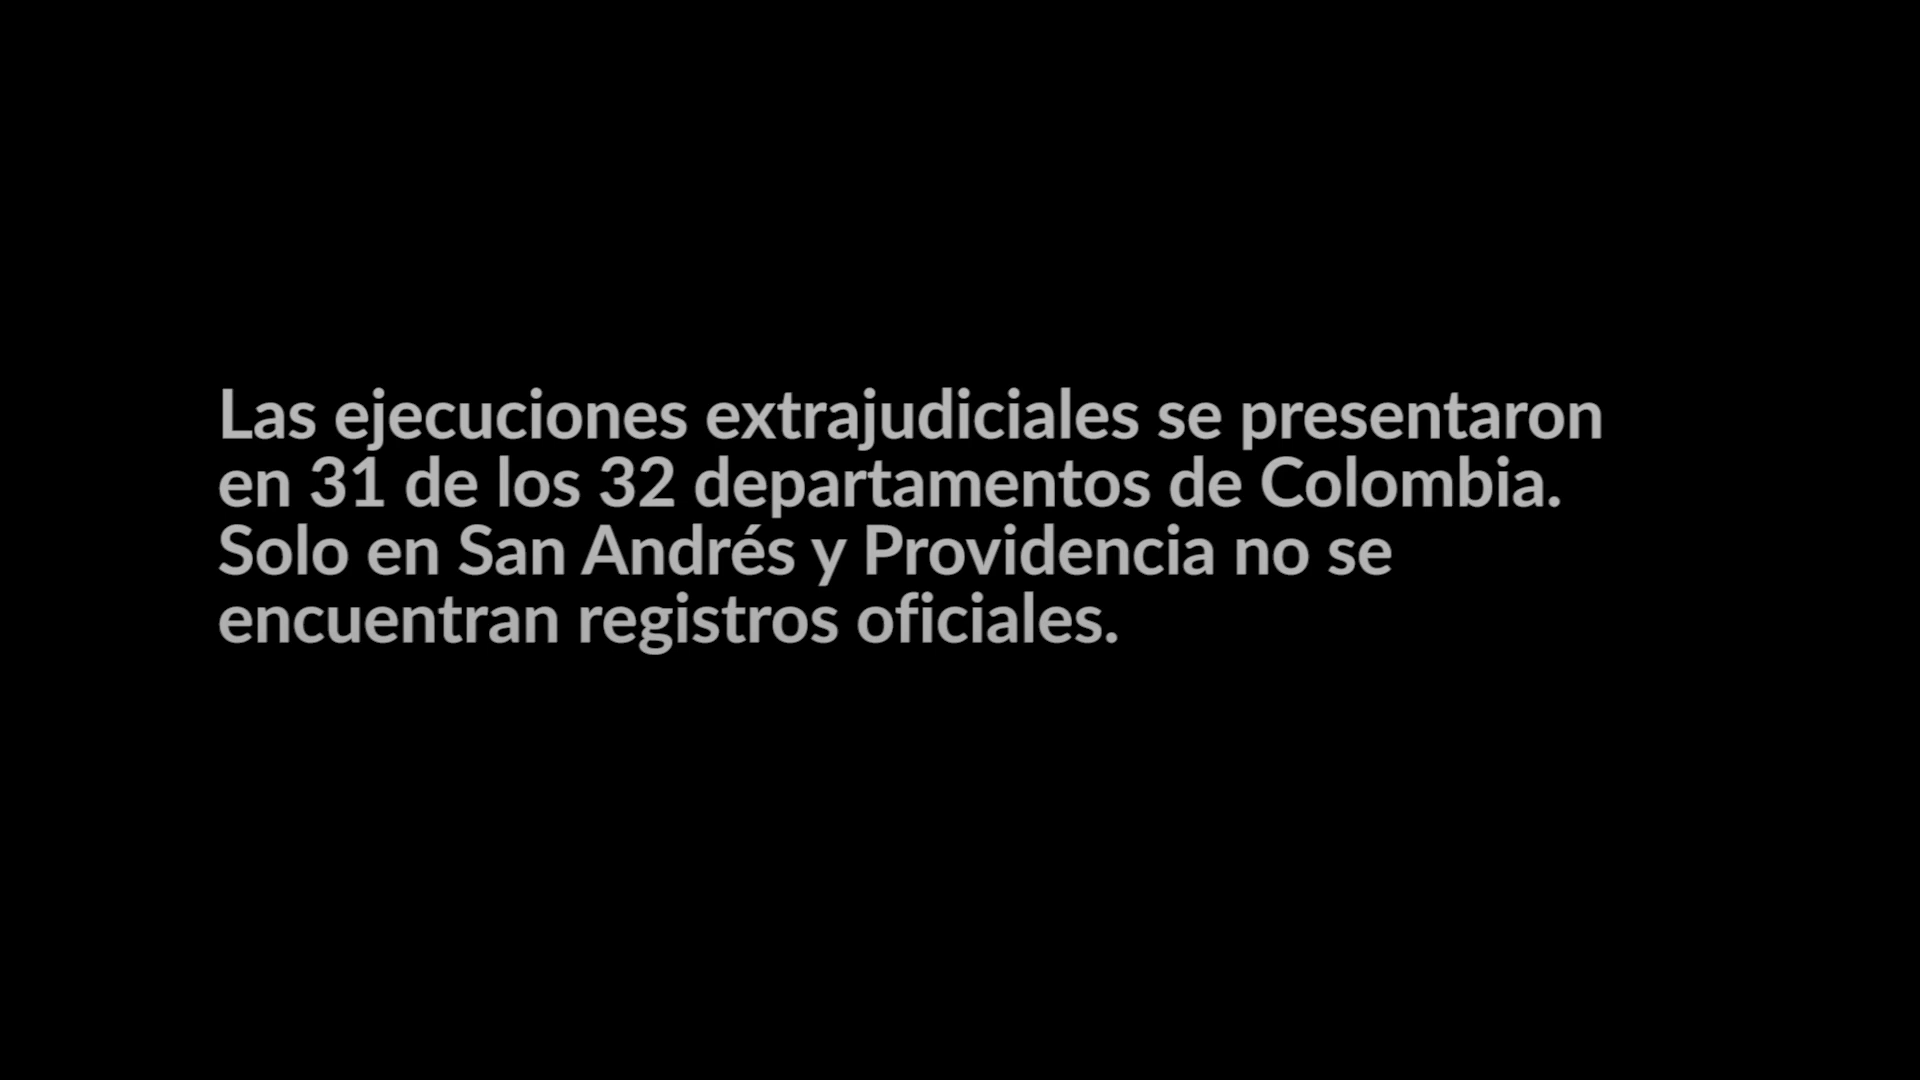 Las ejecuciones extrajudiciales se presentaron
en 31 de los 32 departamentos de Colombia.
Solo en San Andrés y Providencia no se
encuentran registros oficiales.